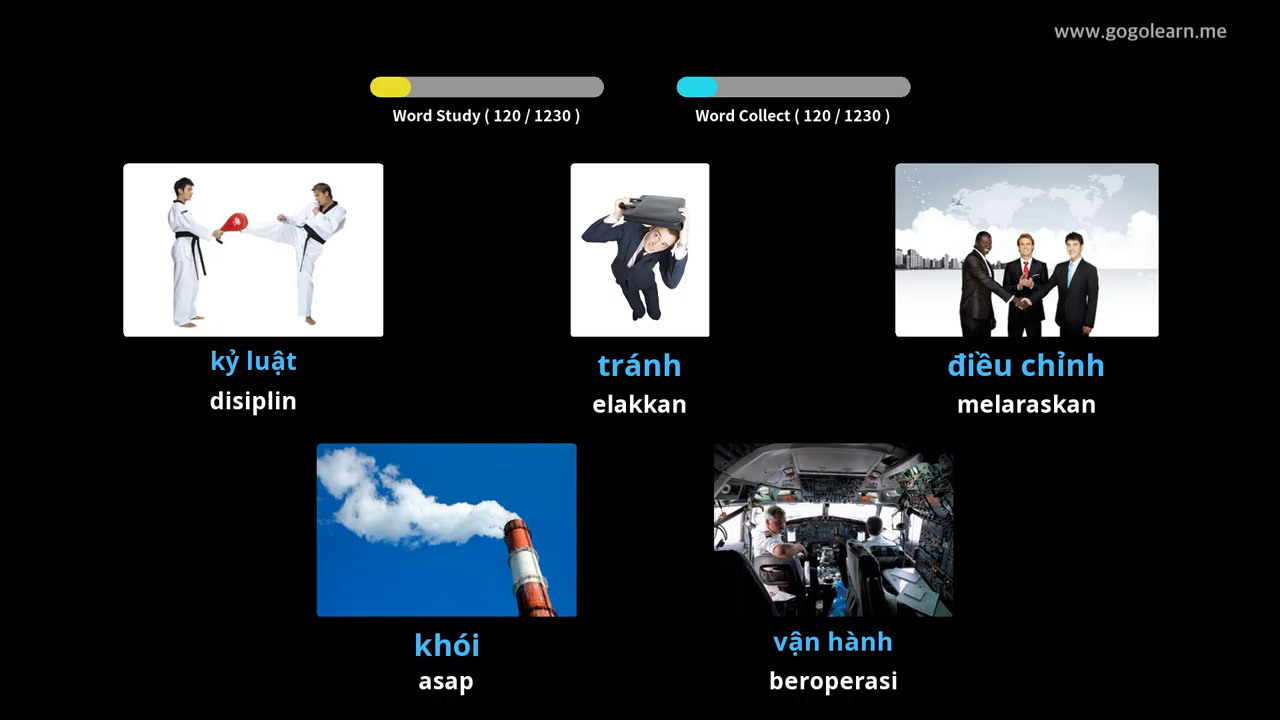 www.gogolearn.me
Word Study ( 120 / 1230 )
Word Collect ( 120 / 1230 )
kỷ luật
disiplin
tránh
elakkan
điều chỉnh
melaraskan
khói
asap
vận hành
beroperasi